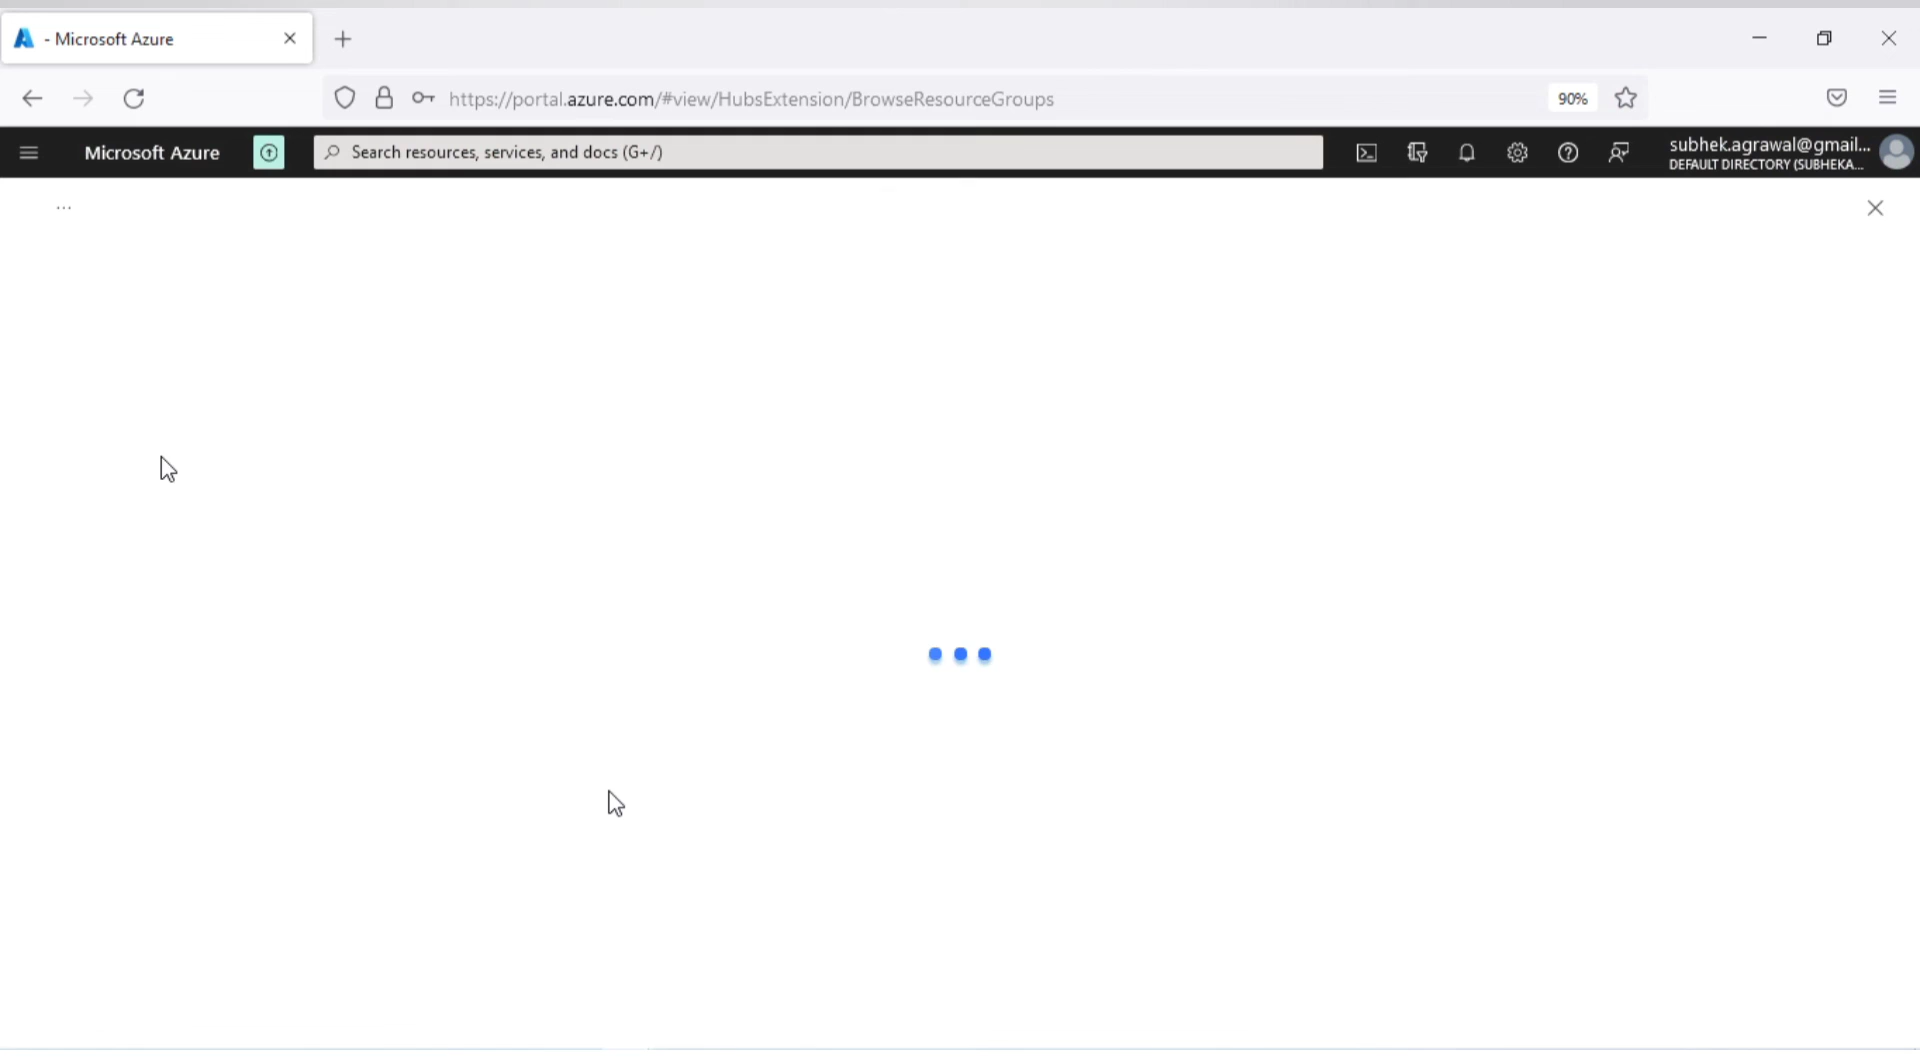 - Microsoft Azure
https://portal.azure.com/#view/HubsExtension/BrowseResourceGroups
90%
Microsoft Azure
Search resources, services, and docs (G+/)
subhek.agrawal@gmail...
DEFAULT DIRECTORY (SUBHEKA...
...